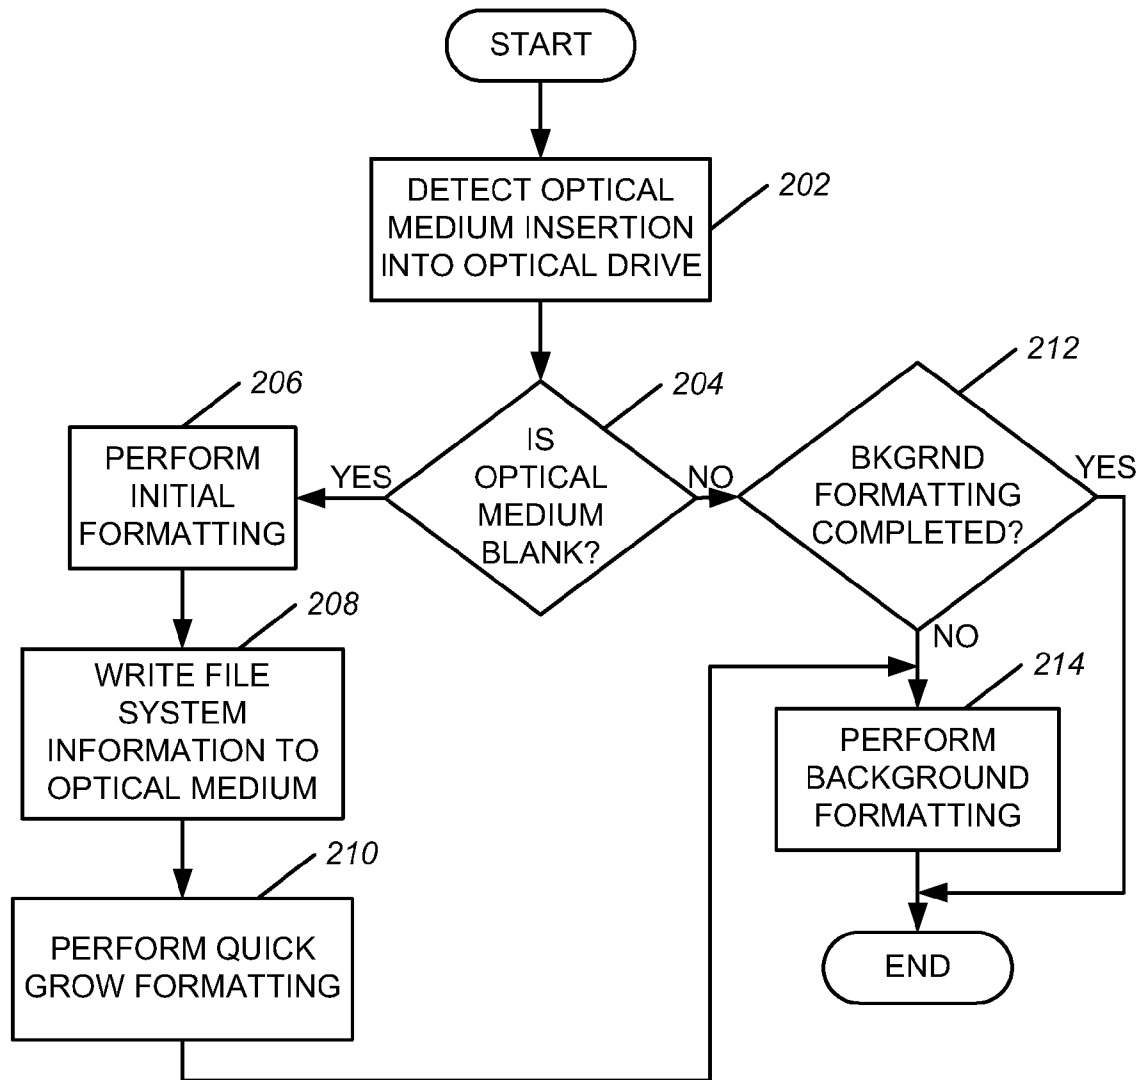 START
DETECT OPTICAL
MEDIUM INSERTION
INTO OPTICAL DRIVE
202
IS
OPTICAL
MEDIUM
BLANK?
204
YES
NO
PERFORM
INITIAL
FORMATTING
206
WRITE FILE
SYSTEM
INFORMATION TO
OPTICAL MEDIUM
208
PERFORM QUICK
GROW FORMATTING
210
BKGRND
FORMATTING
COMPLETED?
212
YES
NO
PERFORM
BACKGROUND
FORMATTING
214
END